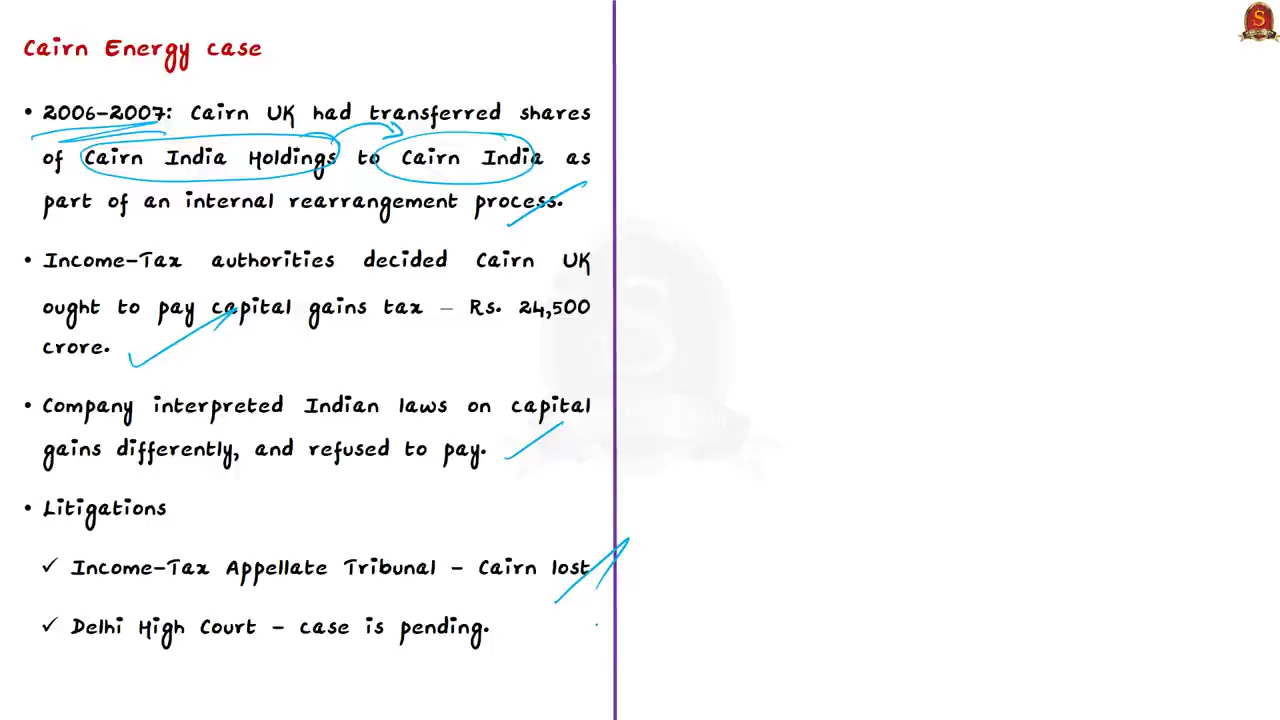 Cairn Energy case
• 2006-2007: Cairn UK had transferred shares
of Cairn India Holdings to Cairn India as
part of an internal rearrangement process.
• Income-Tax authorities decided Cairn UK
ought to pay capital gains tax – Rs. 24,500
crore.
• Company interpreted Indian laws on capital
gains differently, and refused to pay.
• Litigations
✓ Income-Tax Appellate Tribunal – Cairn lost
✓ Delhi High Court – case is pending.
S